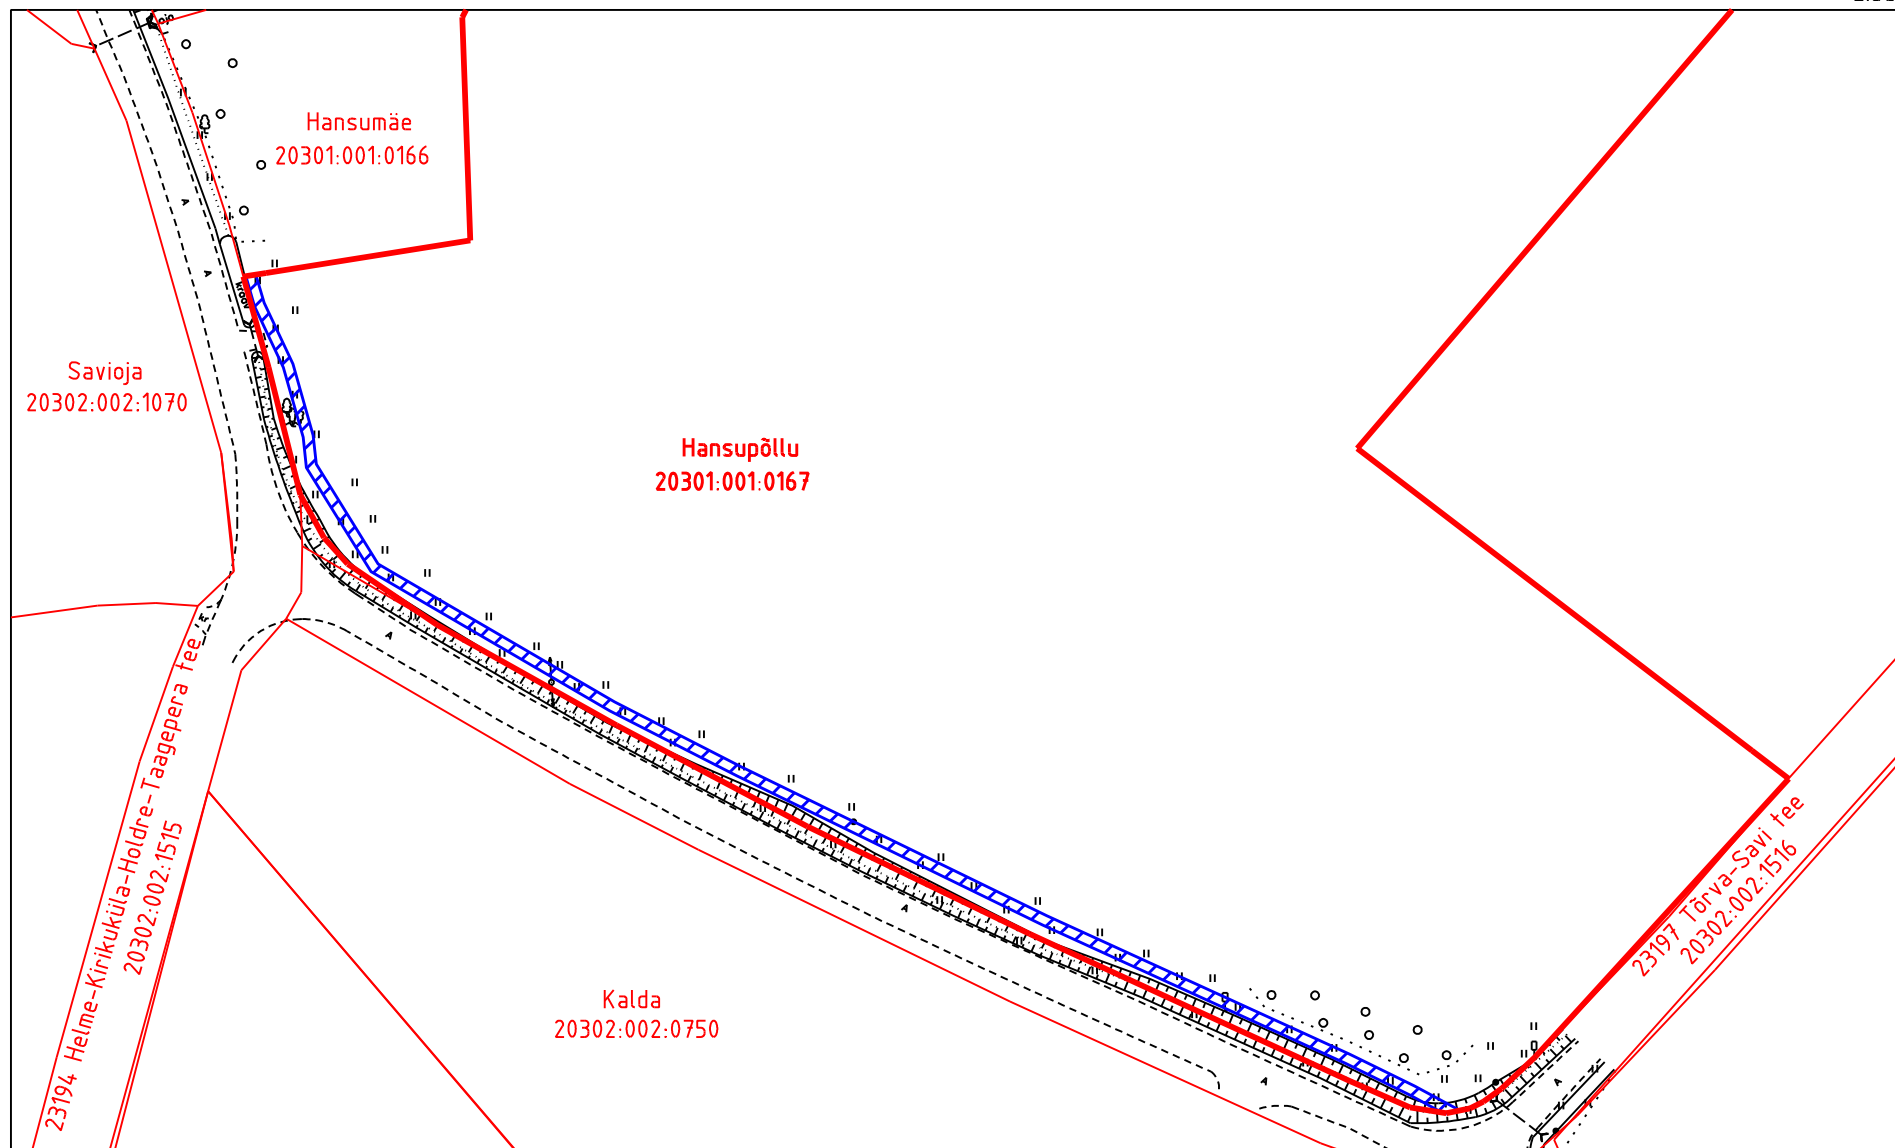 Hansumäe
20301:001:0166
kraav
Savioja
20302:002:1070
Hansupõllu
20301:001:0167
23194 Helme-Kirikuküla-Holdre-Taagepera tee
20302:002:1515
23197 Tõrva-Savi tee
20302:002:1516
Kalda
20302:002:0750